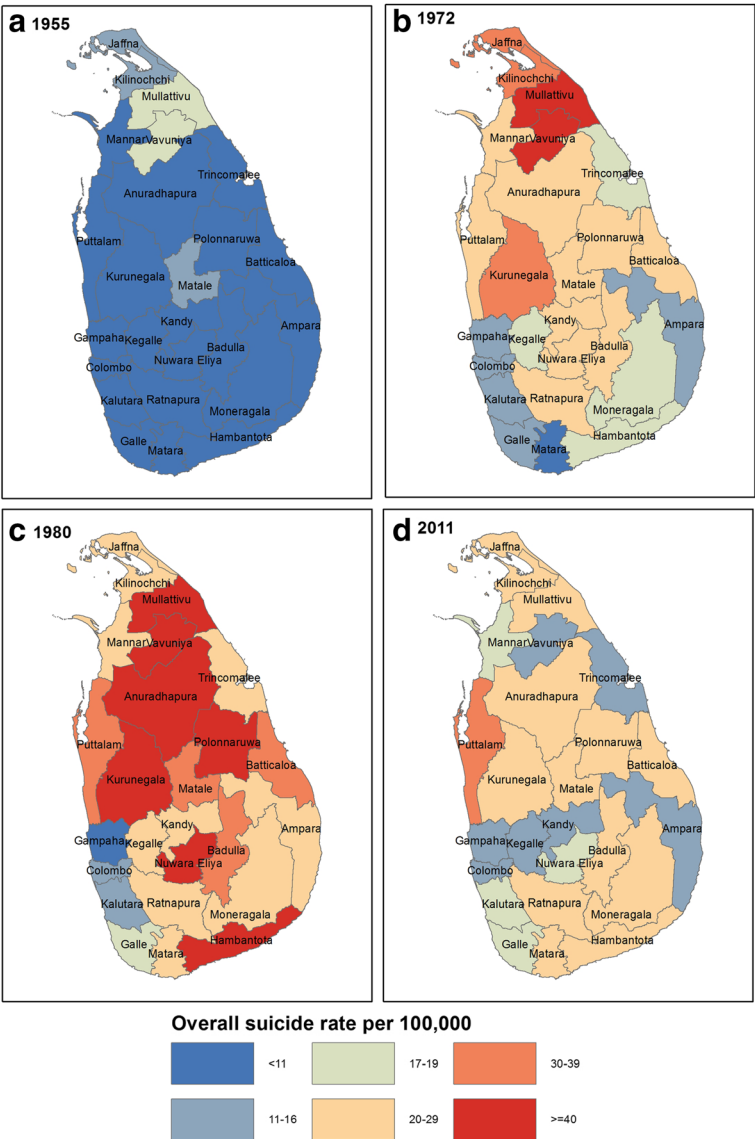 a 1955
Jaffna
Kilinochchi
Mullattivu
Mannar Vavuniya
Trincomalee
Anuradhapura
Puttalam
Polonnaruwa
Batticaloa
Kurunegala
Matale
Kandy
Ampara
Gampaha
Kegalle
Badulla
Nuwara Eliya
Colombo
Kalutara
Ratnapura
Moneragala
Galle
Hambantota
Matara
b 1972
Jaffna
Kilinochchi
Mullattivu
Mannar Vavuniya
Trincomalee
Anuradhapura
Puttalam
Polonnaruwa
Batticaloa
Kurunegala
Matale
Kandy
Ampara
Gampaha
Kegalle
Badulla
Nuwara Eliya
Colombo
Kalutara
Ratnapura
Moneragala
Galle
Hambantota
Matara
c 1980
Jaffna
Kilinochchi
Mullattivu
Mannar Vavuniya
Trincomalee
Anuradhapura
Puttalam
Polonnaruwa
Batticaloa
Kurunegala
Matale
Kandy
Ampara
Gampaha
Kegalle
Badulla
Nuwara Eliya
Colombo
Kalutara
Ratnapura
Moneragala
Galle
Hambantota
Matara
d 2011
Jaffna
Kilinochchi
Mullattivu
Mannar Vavuniya
Trincomalee
Anuradhapura
Puttalam
Polonnaruwa
Batticaloa
Kurunegala
Matale
Kandy
Ampara
Gampaha
Kegalle
Badulla
Nuwara Eliya
Colombo
Kalutara
Ratnapura
Moneragala
Galle
Hambantota
Matara
Overall suicide rate per 100,000
<11 17-19 30-39
11-16 20-29 >=40